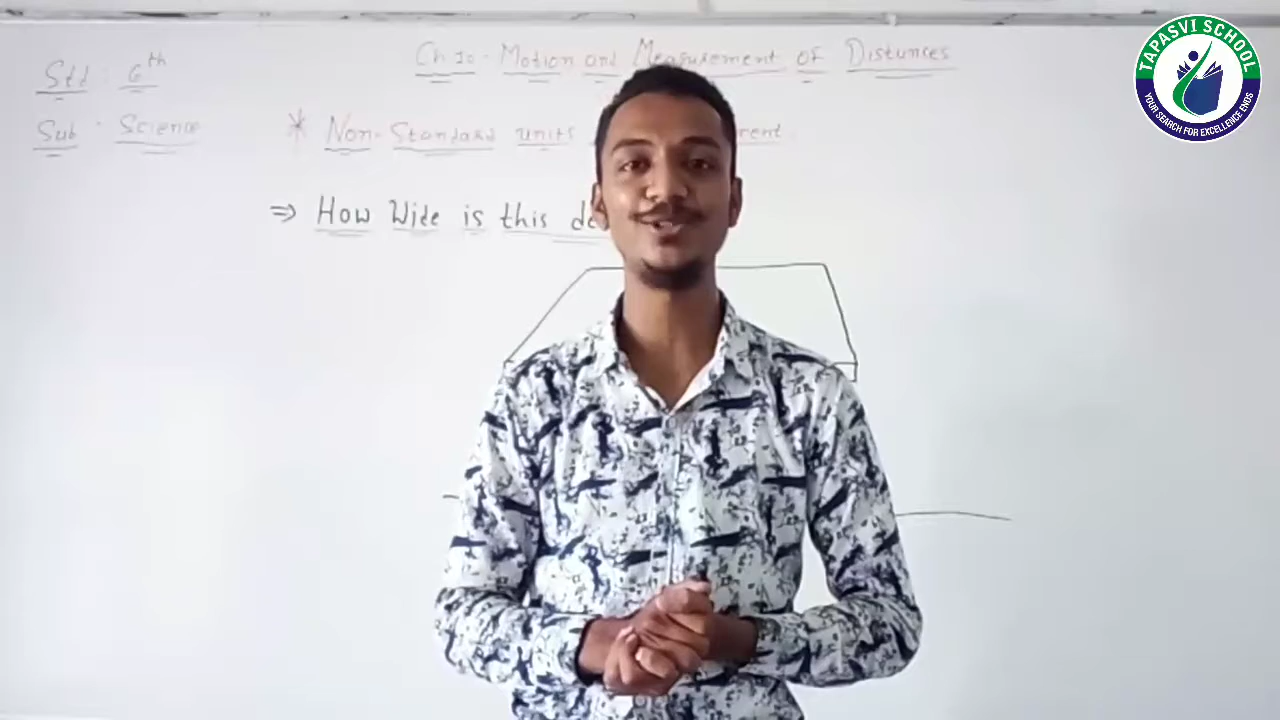 Std : 6th
Ch 10 - Motion and Measurement of Distances
Sub : Science
* Non-Standard units
⇒ How Wide is this
TAPASVI SCHOOL
YOUR SEARCH FOR EXCELLENCE ENDS